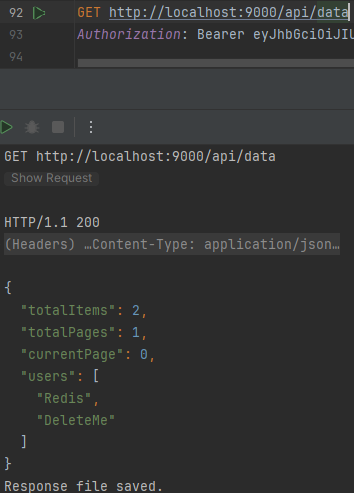 92 GET http://localhost:9000/api/data
93 Authorization: Bearer
94
GET http://localhost:9000/api/data
Show Request
HTTP/1.1 200
(Headers) …Content-Type: application/json…
{
"totalItems": 2,
"totalPages": 1,
"currentPage": 0,
"users": [
"Redis",
"DeleteMe"
]
}
Response file saved.